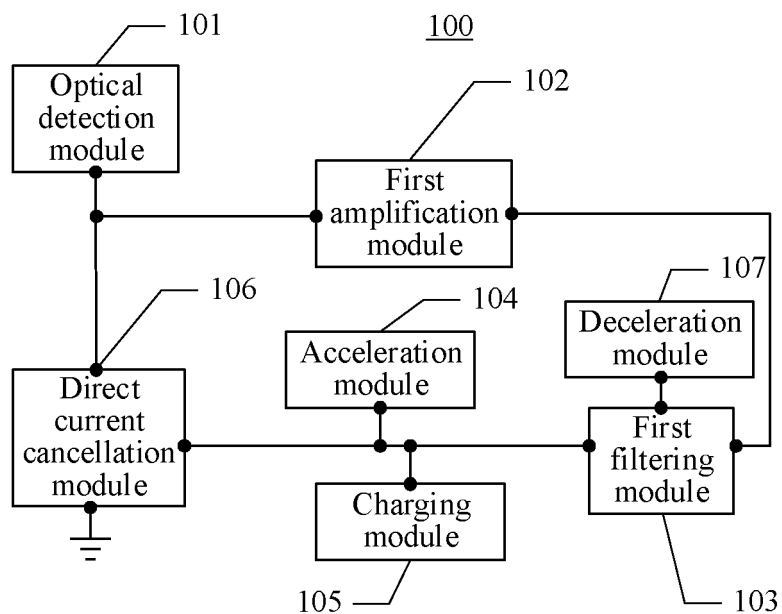 101
100
Optical
detection
module
102
First
amplification
module
106
104
107
Deceleration
module
Acceleration
module
Direct
current
cancellation
module
First
filtering
module
Charging
module
105
103